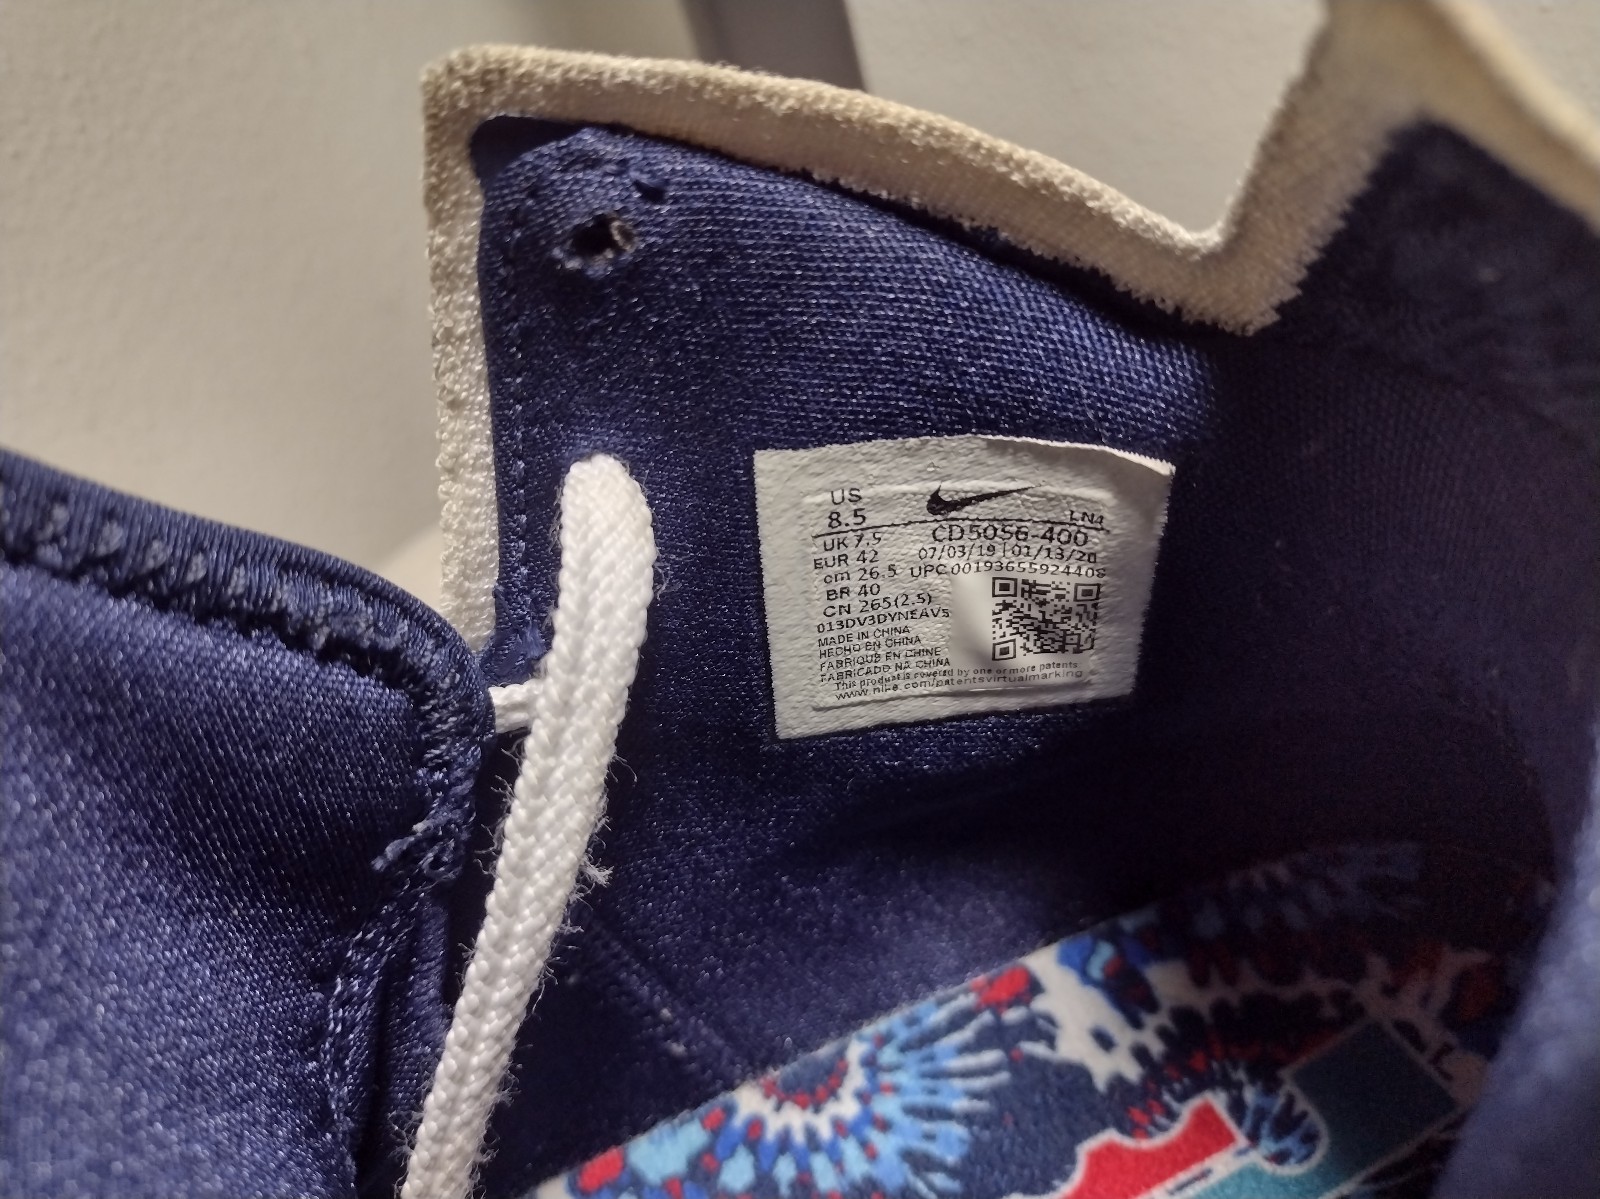 US
8.5
LN4
UK 7.5
CD5056-400
EUR 42
07/03/19 | 01/13/20
cm 26.5
UPC 00193655924408
BR 40
CN 265(2.5)
013DV3DYNEAV5
MADE IN CHINA
HECHO EN CHINA
FABRIQUÉ EN CHINE
FABRICADO NA CHINA
This product is covered by one or more patents
www.nike.com/patentsvirtualmarking